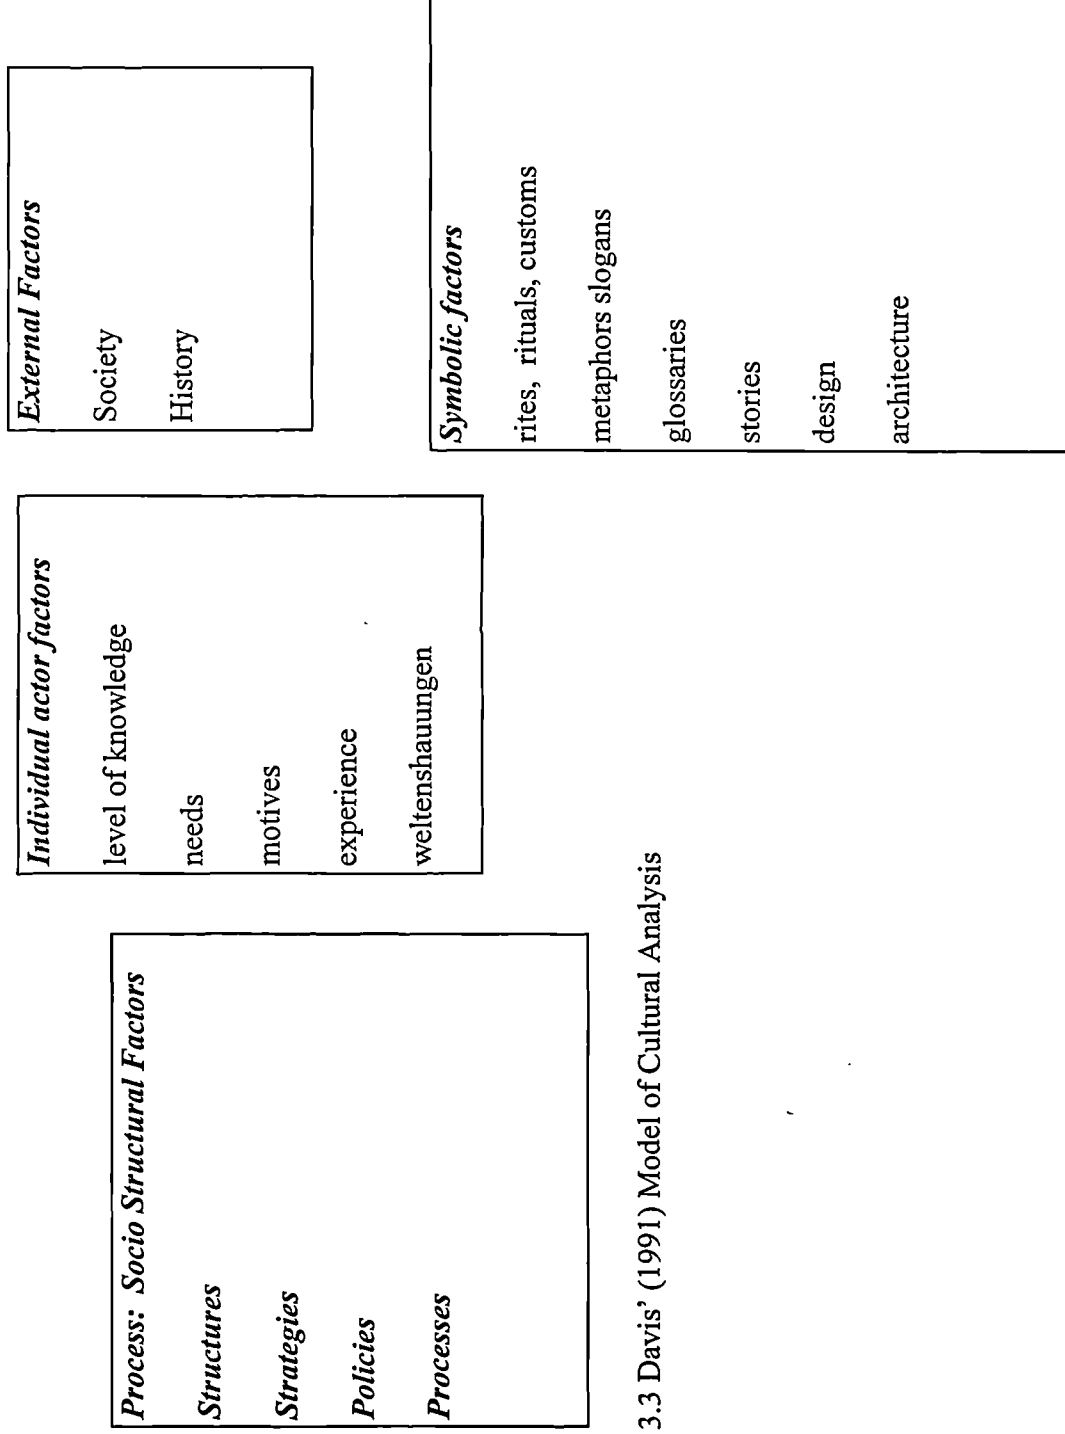 Process:  Socio Structural Factors
Structures
Strategies
Policies
Processes
Individual actor factors
level of knowledge
needs
motives
experience
weltenshauungen
External Factors
Society
History
Symbolic factors
rites,  rituals, customs
metaphors slogans
glossaries
stories
design
architecture
3.3 Davis’ (1991) Model of Cultural Analysis